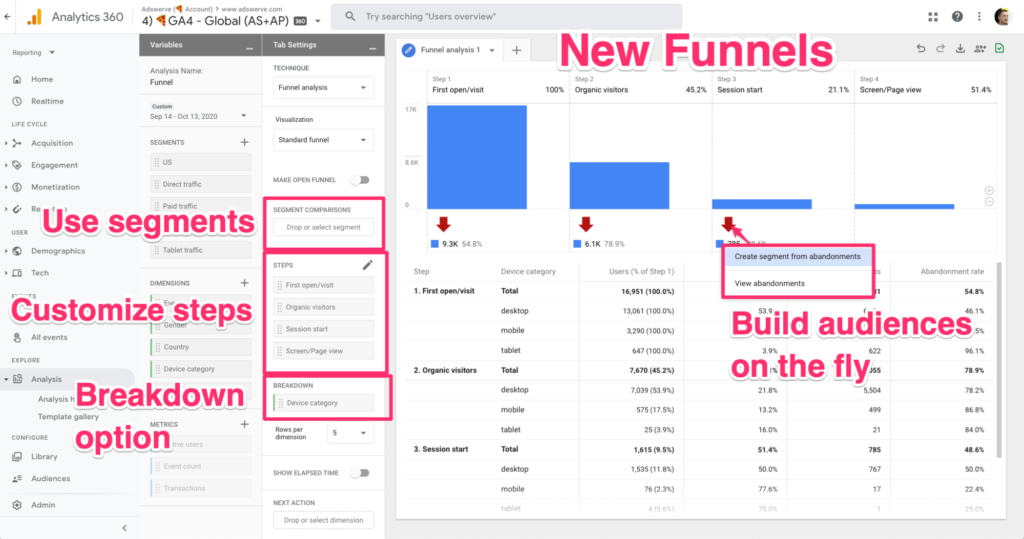 Analytics 360
Adswerve ( Account) > www.adswerve.com
4) GA4 - Global (AS+AP) 360
Try searching "Users overview"
Reporting
Home
Realtime
LIFE CYCLE
Acquisition
Engagement
Monetization
USER
Demographics
Tech
All events
EXPLORE
Analysis
Analysis
Template gallery
CONFIGURE
Library
Audiences
Admin
Variables
Analysis Name:
Funnel
Custom
Sep 14 - Oct 13, 2020
SEGMENTS
US
Direct traffic
Paid traffic
Tablet traffic
DIMENSIONS
Gender
Country
Device category
METRICS
Event count
Transactions
Tab Settings
TECHNIQUE
Funnel analysis
Visualization
Standard funnel
MAKE OPEN FUNNEL
SEGMENT COMPARISONS
Drop or select segment
STEPS
First open/visit
Organic visitors
Session start
Screen/Page view
BREAKDOWN
Device category
Rows per
dimension
5
SHOW ELAPSED TIME
NEXT ACTION
Drop or select dimension
Use segments
Customize steps
Breakdown
option
New Funnels
Funnel analysis 1
Step 1
First open/visit 100%
Step 2
Organic visitors 45.2%
Step 3
Session start 21.1%
Step 4
Screen/Page view 51.4%
17K
8.6K
0
9.3K 54.8%
6.1K 78.9%
785
Create segment from abandonments
View abandonments
Build audiences
on the fly
Step Device category Users (% of Step 1) Abandonment rate
1. First open/visit Total 16,951 (100.0%) 54.8%
desktop 13,061 (100.0%) 53.9 46.1%
mobile 3,290 (100.0%)
tablet 647 (100.0%) 3.9% 622 96.1%
2. Organic visitors Total 7,670 (45.2%) 78.9%
desktop 7,039 (53.9%) 21.8% 5,504 78.2%
mobile 575 (17.5%) 13.2% 499 86.8%
tablet 25 (3.9%) 16.0% 21 84.0%
3. Session start Total 1,615 (9.5%) 51.4% 785 48.6%
desktop 1,535 (11.8%) 50.0% 767 50.0%
mobile 76 (2.3%) 77.6% 17 22.4%
tablet 4 (0.6%) 75.0% 1 25.0%